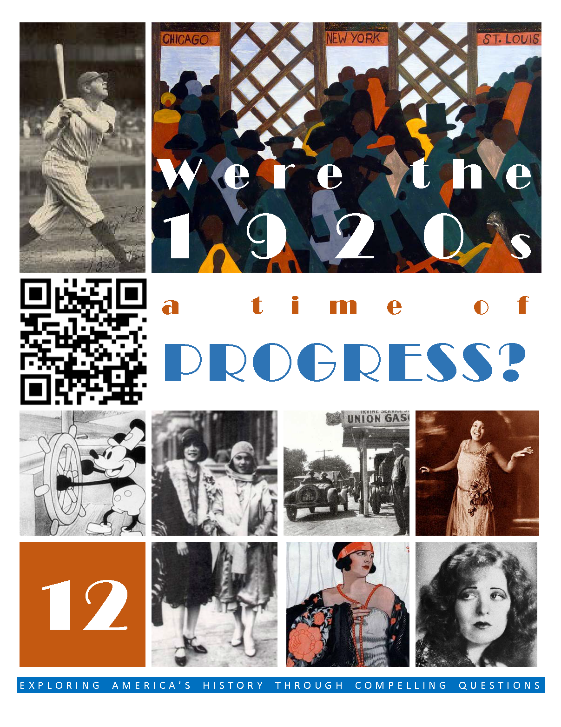 CHICAGO
NEW YORK
ST. LOUIS
Were the
1920s
a time of
PROGRESS?
UNION GAS
12
EXPLORING AMERICA'S HISTORY THROUGH COMPELLING QUESTIONS